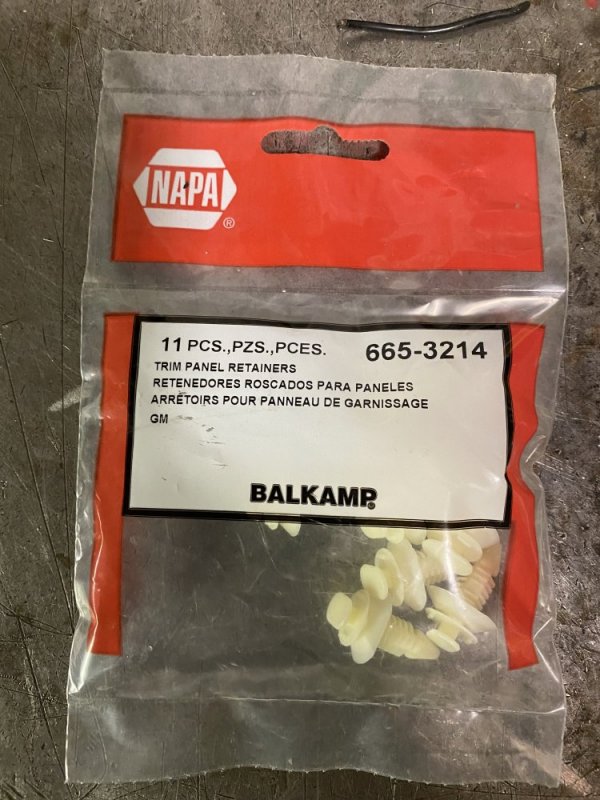 NAPA®
11 PCS.,PZS.,PCES. 665-3214
TRIM PANEL RETAINERS
RETENEDORES ROSCADOS PARA PANELES
ARRÊTOIRS POUR PANNEAU DE GARNISSAGE
GM
BALKAMP®